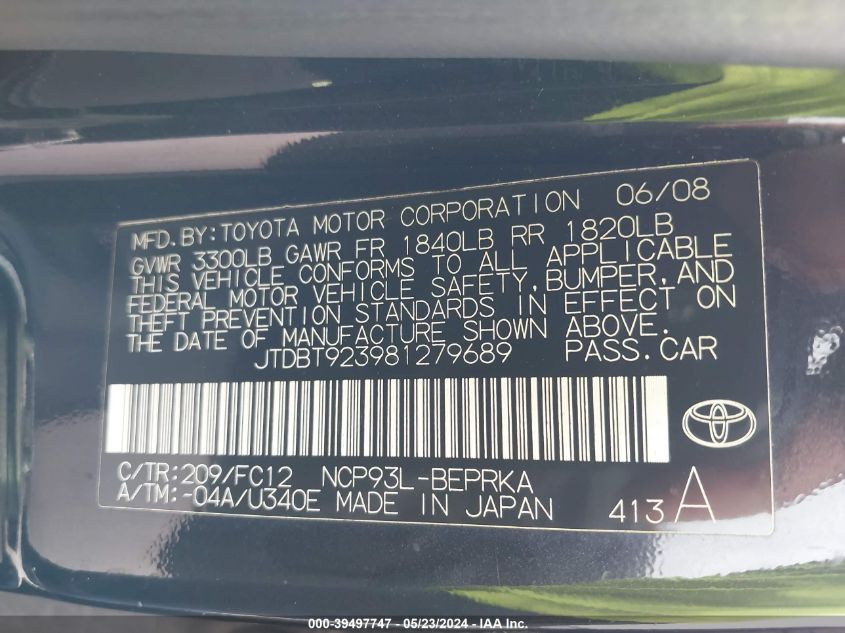 MFD.BY:TOYOTA MOTOR CORPORATION 06/08
GVWR 3300LB GAWR FR 1840LB RR 1820LB
THIS VEHICLE CONFORMS TO ALL APPLICABLE
FEDERAL MOTOR VEHICLE SAFETY,BUMPER,AND
THEFT PREVENTION STANDARDS IN EFFECT ON
THE DATE OF MANUFACTURE SHOWN ABOVE.
JTDBT923981279689 PASS.CAR
C/TR:209/FC12 NCP93L-BEPRKA
A/TM:-04A/U340E MADE IN JAPAN 413A
000-39497747 - 05/23/2024 - IAA Inc.